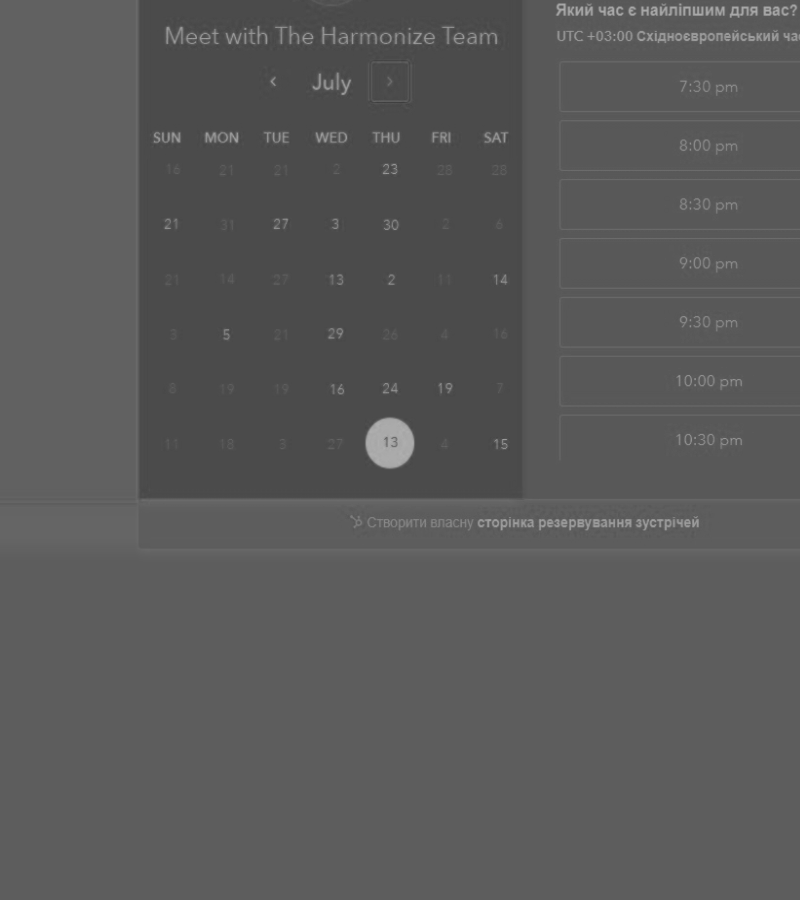 Який час є найліпшим для вас?
Meet with The Harmonize Team
UTC +03:00 Східноєвропейський
July
SUN MON TUE WED THU FRI SAT
16 21 21 2 23 28 28
21 31 27 3 30 2 6
21 14 27 13 2 11 14
3 5 21 29 26 4 16
8 19 19 16 24 19 7
11 18 3 27 13 4 15
7:30 pm
8:00 pm
8:30 pm
9:00 pm
9:30 pm
10:00 pm
10:30 pm
Створити власну сторінка резервування зустрічей